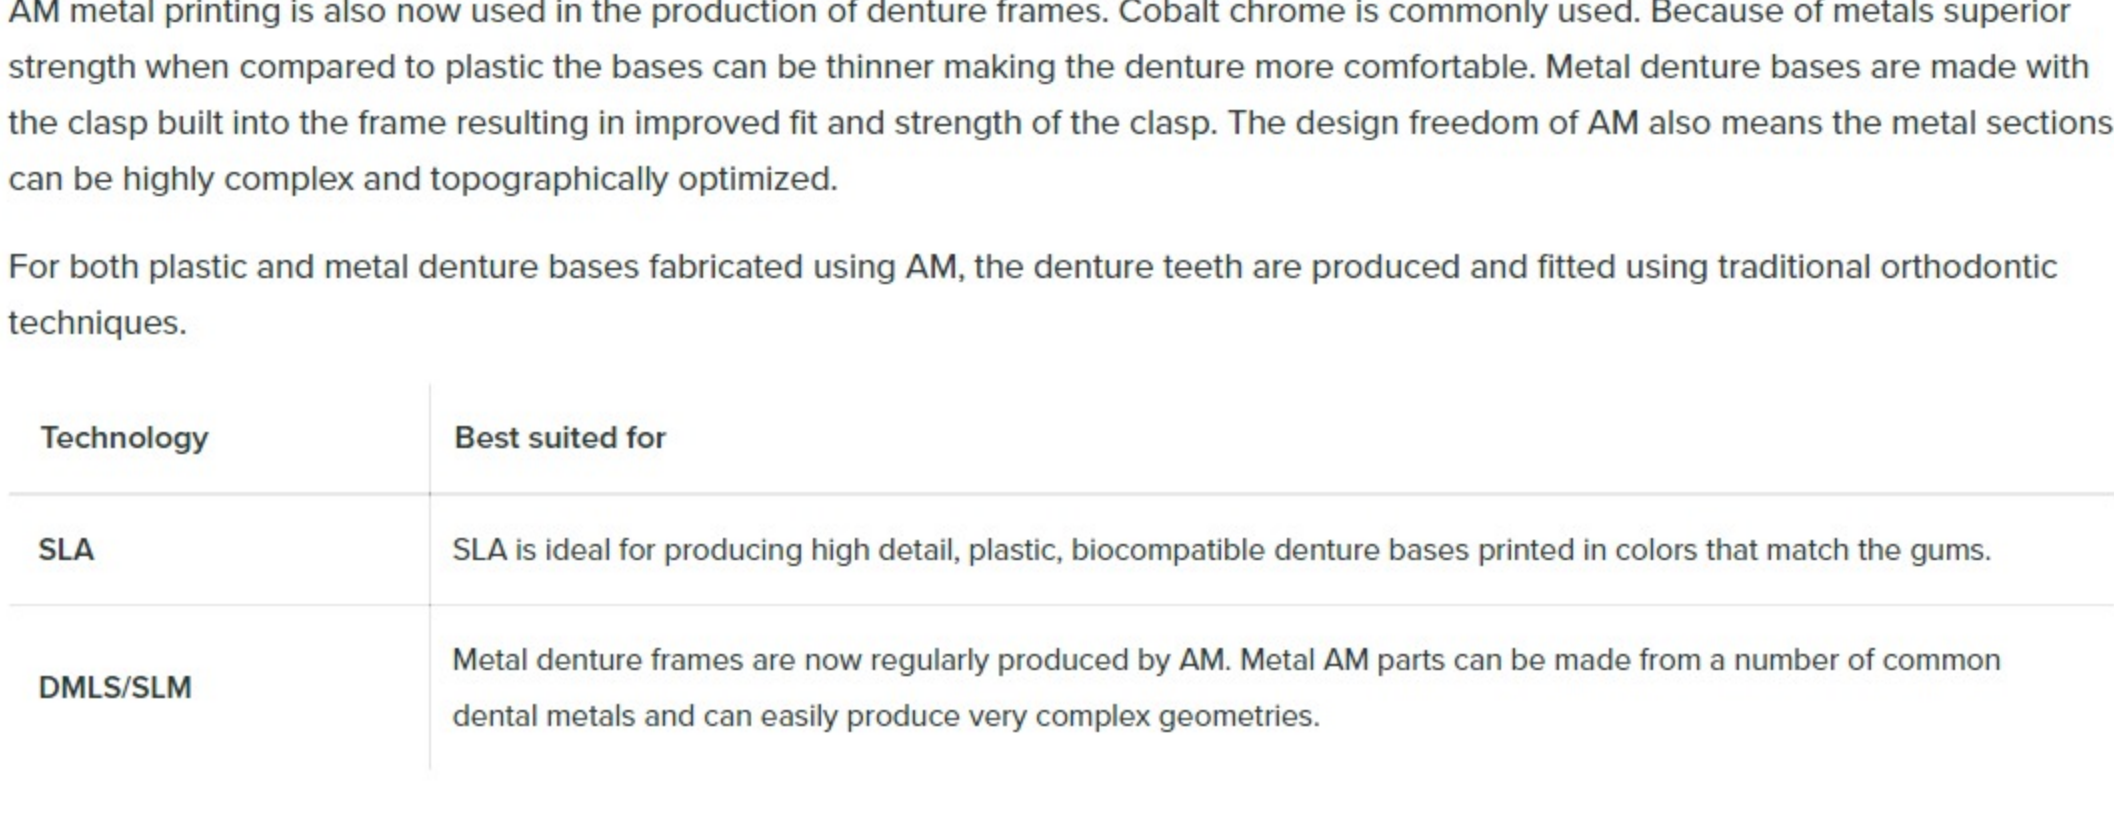 AM metal printing is also now used in the production of denture frames. Cobalt chrome is commonly used. Because of metals superior
strength when compared to plastic the bases can be thinner making the denture more comfortable. Metal denture bases are made with
the clasp built into the frame resulting in improved fit and strength of the clasp. The design freedom of AM also means the metal sections
can be highly complex and topographically optimized.
For both plastic and metal denture bases fabricated using AM, the denture teeth are produced and fitted using traditional orthodontic
techniques.
Technology Best suited for
SLA SLA is ideal for producing high detail, plastic, biocompatible denture bases printed in colors that match the gums.
DMLS/SLM Metal denture frames are now regularly produced by AM. Metal AM parts can be made from a number of common
dental metals and can easily produce very complex geometries.